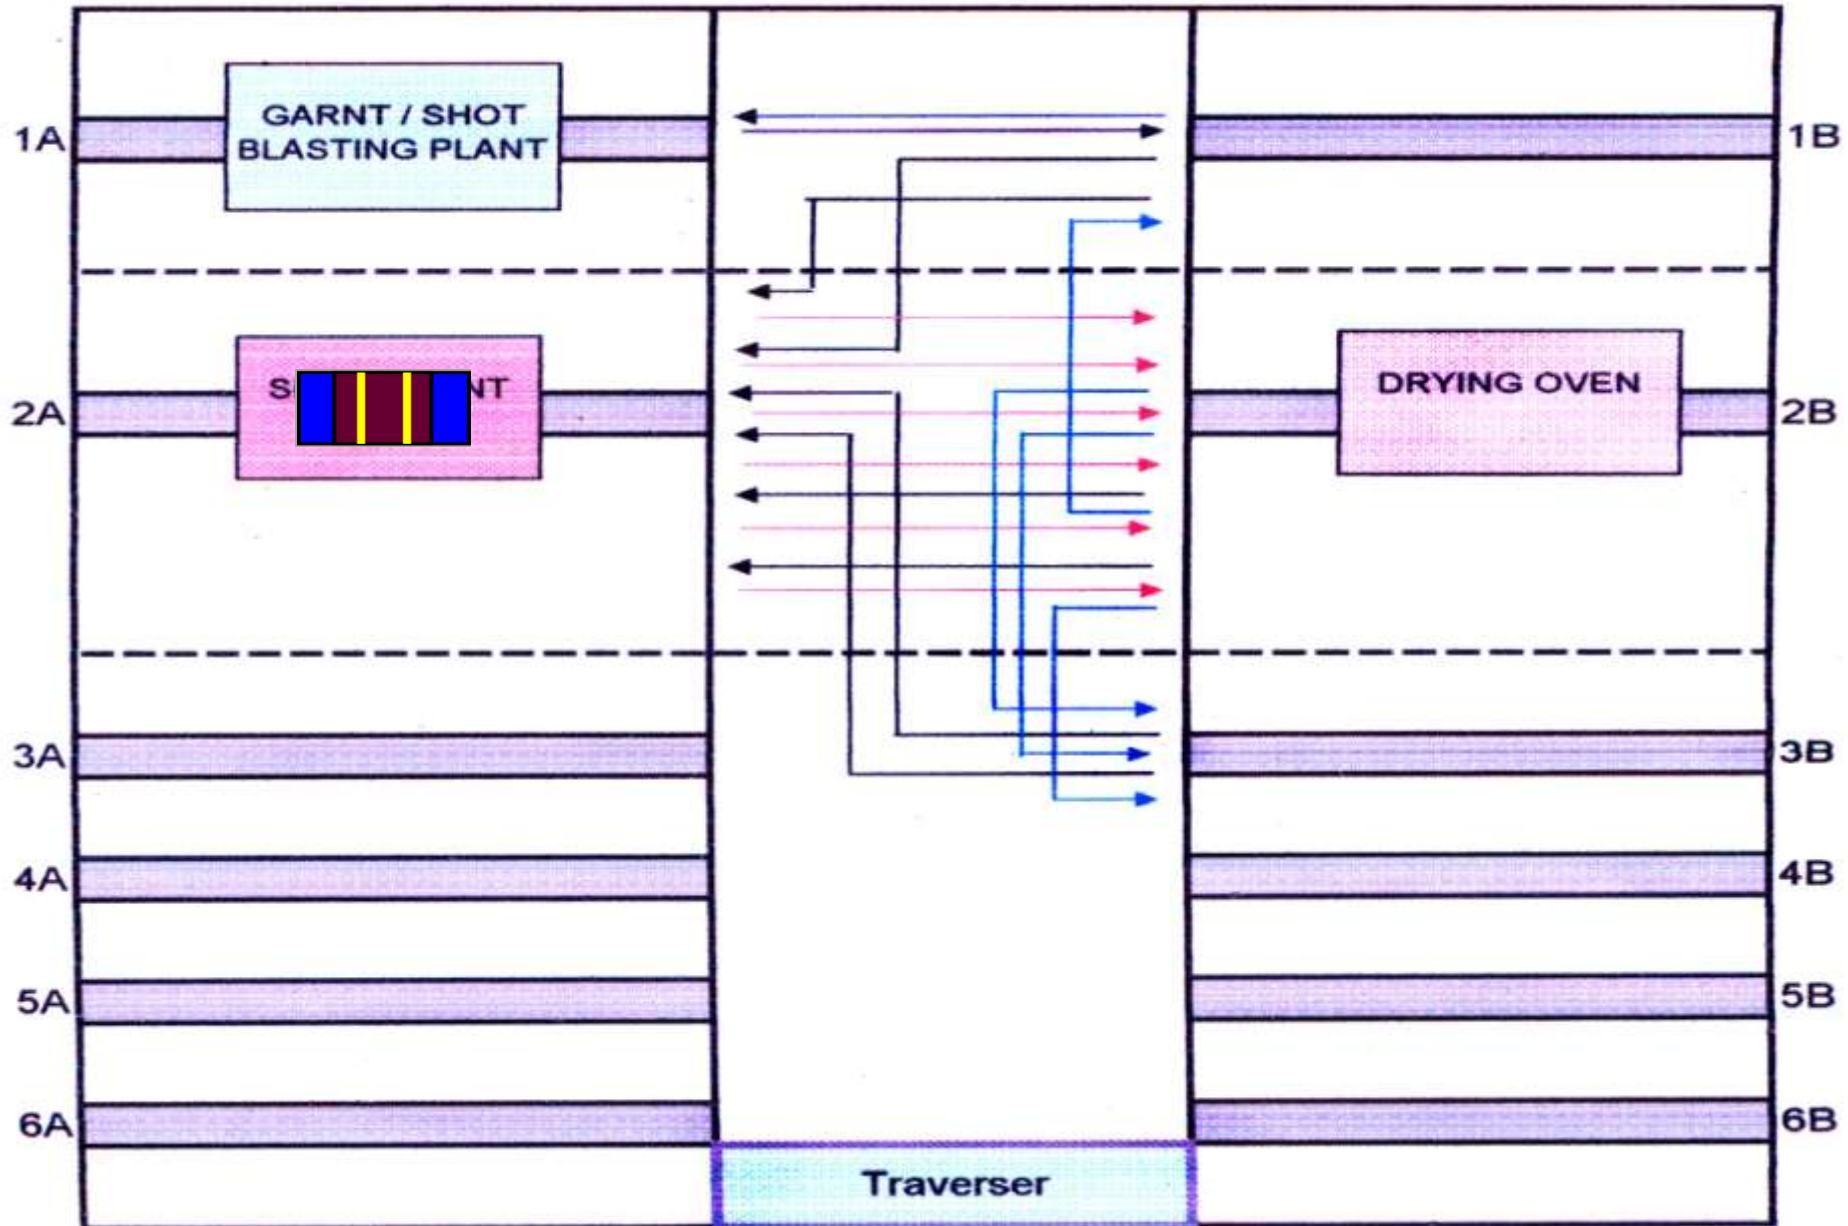 GARNT / SHOT
BLASTING PLANT
1A
1B
2A
NT
DRYING OVEN
2B
3A
3B
4A
4B
5A
5B
6A
6B
Traverser